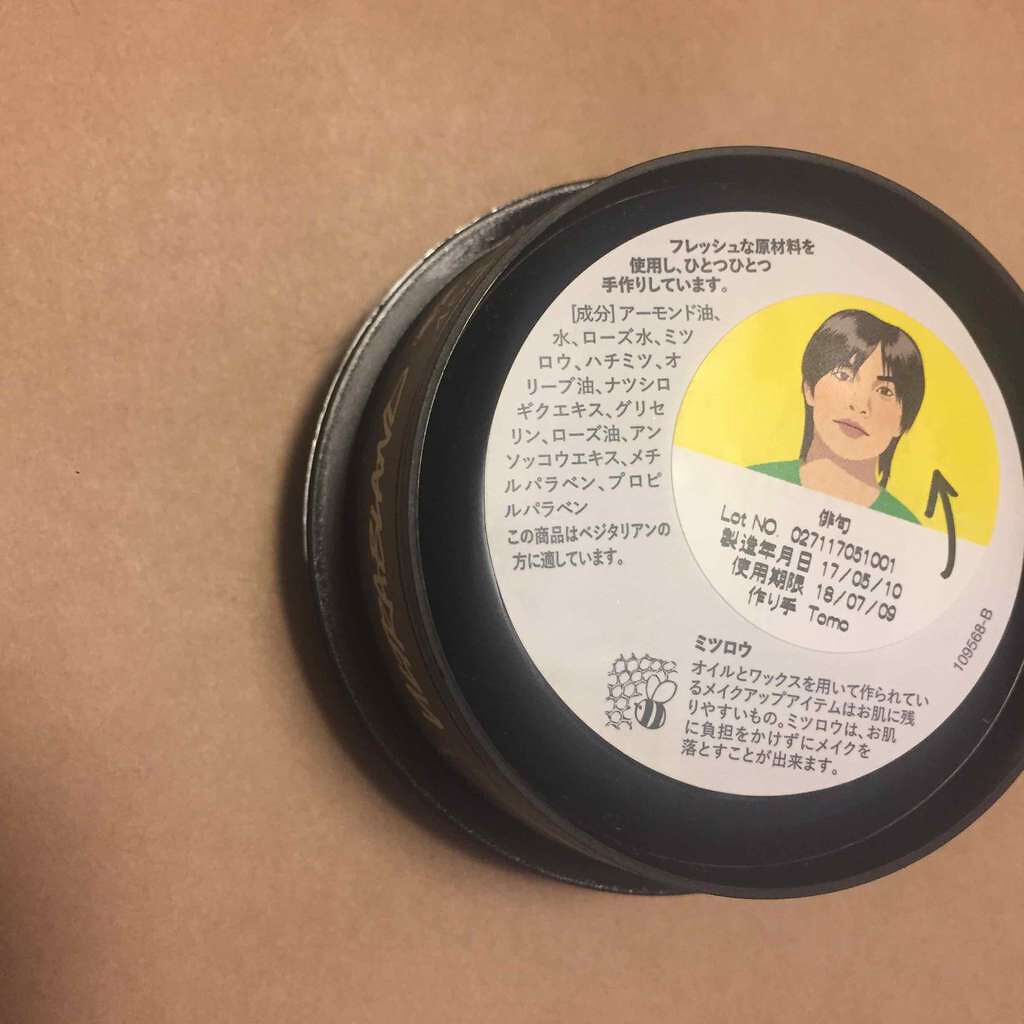 フレッシュな原材料を
使用し、ひとつひとつ
手作りしています。
[成分]アーモンド油、
水、ローズ水、ミツ
ロウ、ハチミツ、オ
リーブ油、ナツシロ
ギクエキス、グリセ
リン、ローズ油、アン
ソッコウエキス、メチ
ルパラベン、プロピ
ルパラベン
この商品はベジタリアンの
方に適しています。
俳句
Lot NO. 027117051001
製造年月日 17/05/10
使用期限 18/07/09
作り手 Tomo
109568-B
ミツロウ
オイルとワックスを用いて作られてい
るメイクアップアイテムはお肌に残
りやすいもの。ミツロウは、お肌
に負担をかけずにメイクを
落とすことが出来ます。